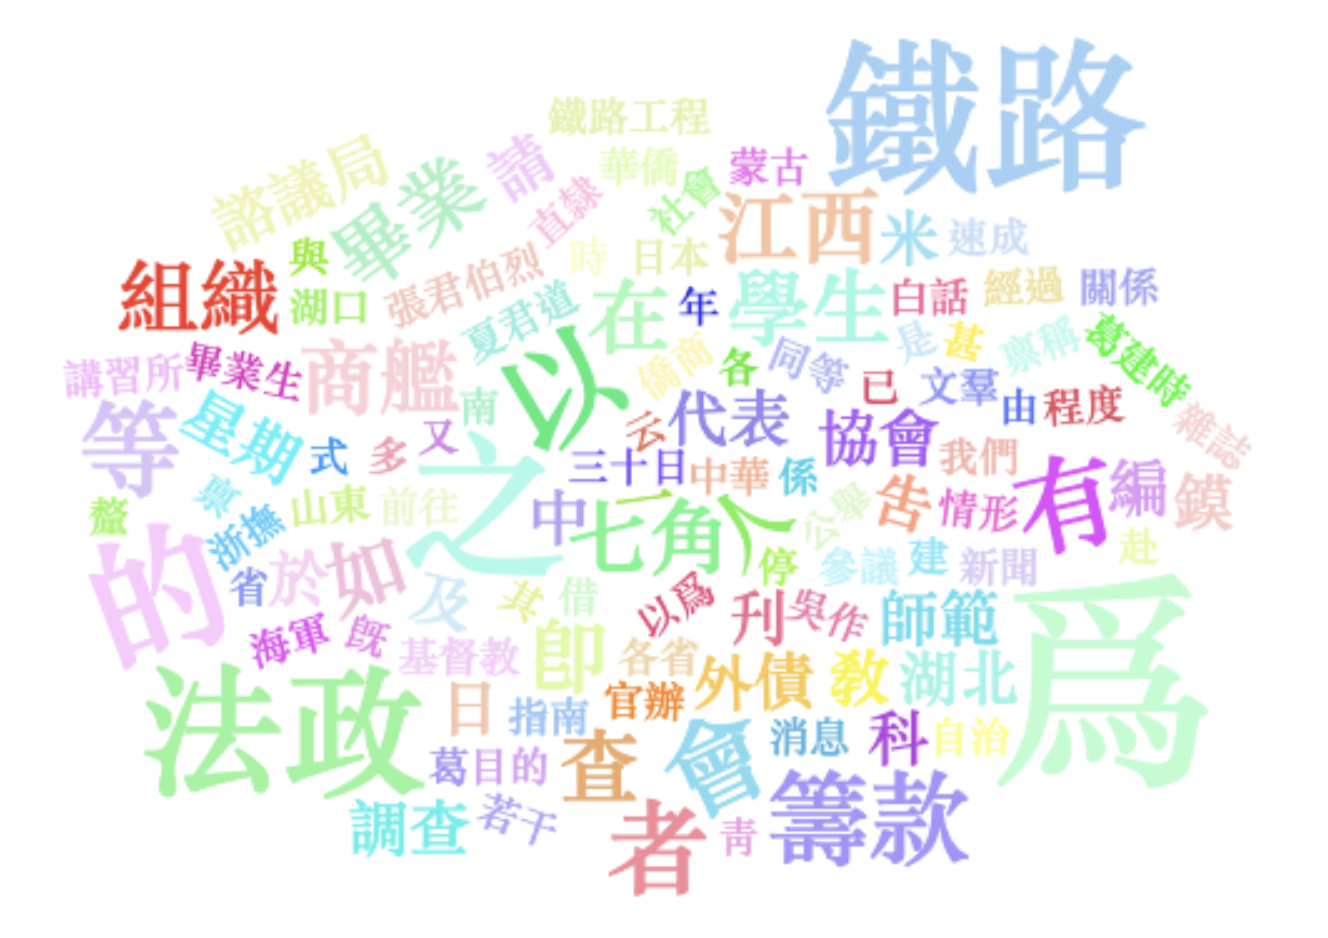 鐵路
鐵路工程
諮議局
畢業
請
華僑
社會
蒙古
直隸
江西
米
速成
與
時
日本
組織
湖口
張君伯烈
夏君道
在
年
學生
白話
經過
關係
講習所
畢業生
商艦
以
僑商
各
同等
是
甚
稟稱
葛建時
等
星期
式
多
又
南
云
代表
已
文羣
由
程度
雜誌
協會
我們
之
三十日
中華
係
釐
稟
山東
前往
中
七角
一
人
公舉
告
情形
有
編
鏌
的
浙撫
省
於
如
及
其
借
停
參議
建
新聞
赴
海軍
既
基督教
即
以爲
刊
吳作
師範
爲
法政
日
指南
各省
官辦
外債
教
湖北
葛
目的
查
會
消息
科
自治
調查
若干
者
靑
籌款